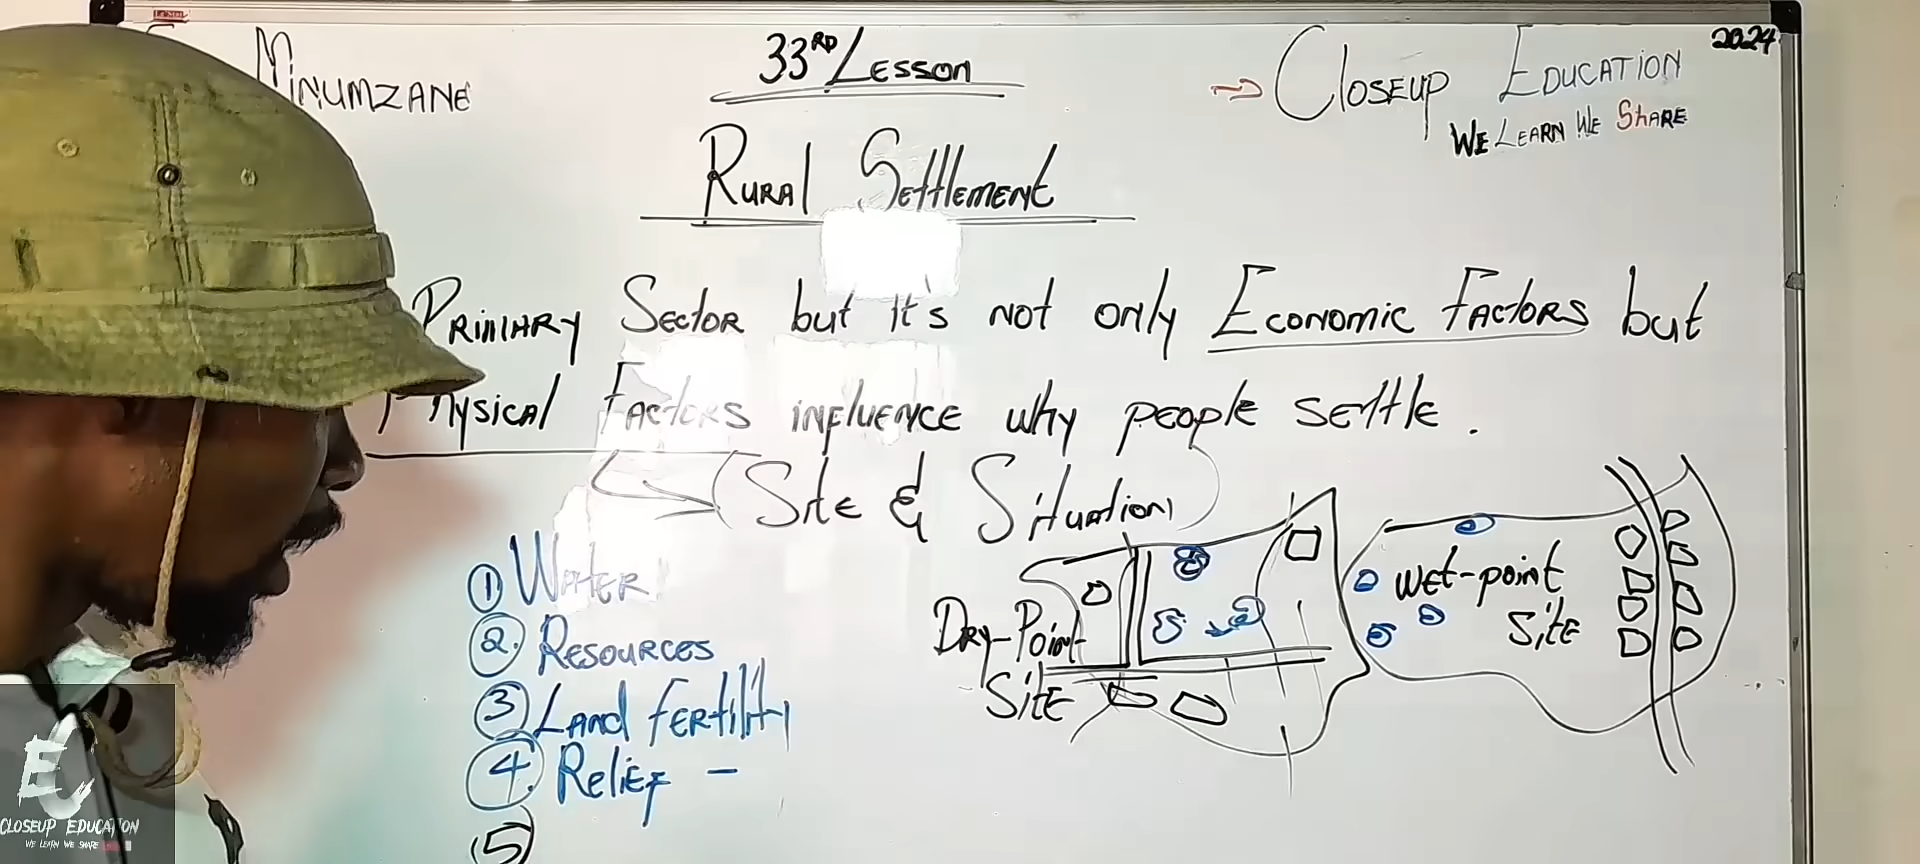 MNUMZANE
33RD LESSON
→ CLOSEUP EDUCATION
WE LEARN WE SHARE
2024
RURAL SETTLEMENT
PRIMARY SECTOR but it's not only ECONOMIC FACTORS but
PHYSICAL FACTORS INFLUENCE why people settle.
(Site & Situation)
① WATER
②. RESOURCES
③ LAND FERTILITY
④. RELIEF -
⑤
DRY-POINT
SITE
WET-POINT
SITE
EC
CLOSEUP EDUCATION
WE LEARN WE SHARE